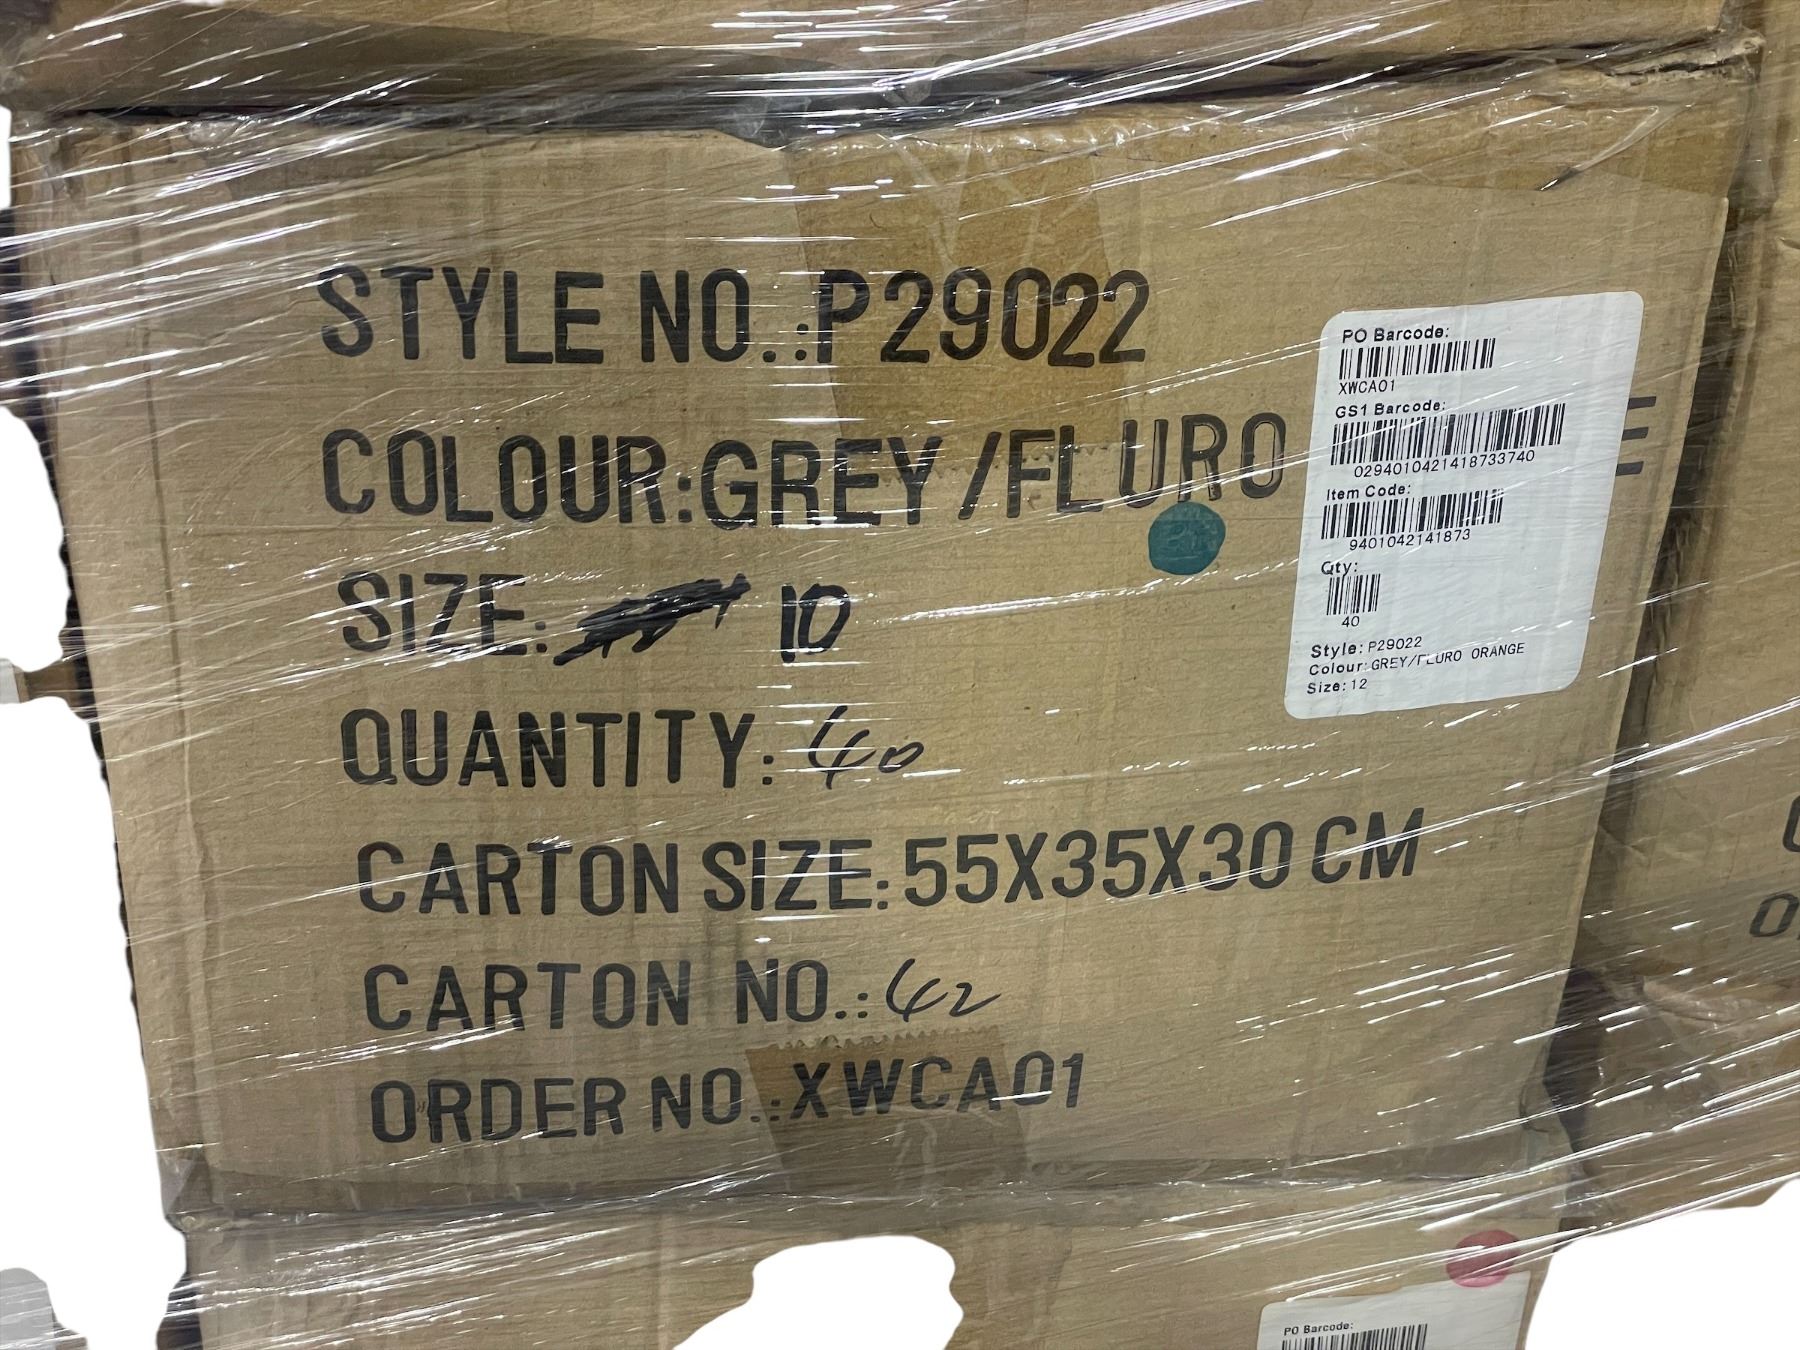 STYLE NO.:P29022
COLOUR:GREY/FLURO E
SIZE: 10
QUANTITY: 40
CARTON SIZE:55X35X30 CM
CARTON NO.:42
ORDER NO.:XWCA01
PO Barcode:
XWCA01
GS1 Barcode:
0294010421418733740
Item Code:
9401042141873
Qty:
40
Style:P29022
Colour:GREY/FLURO ORANGE
Size:12
PO Barcode: